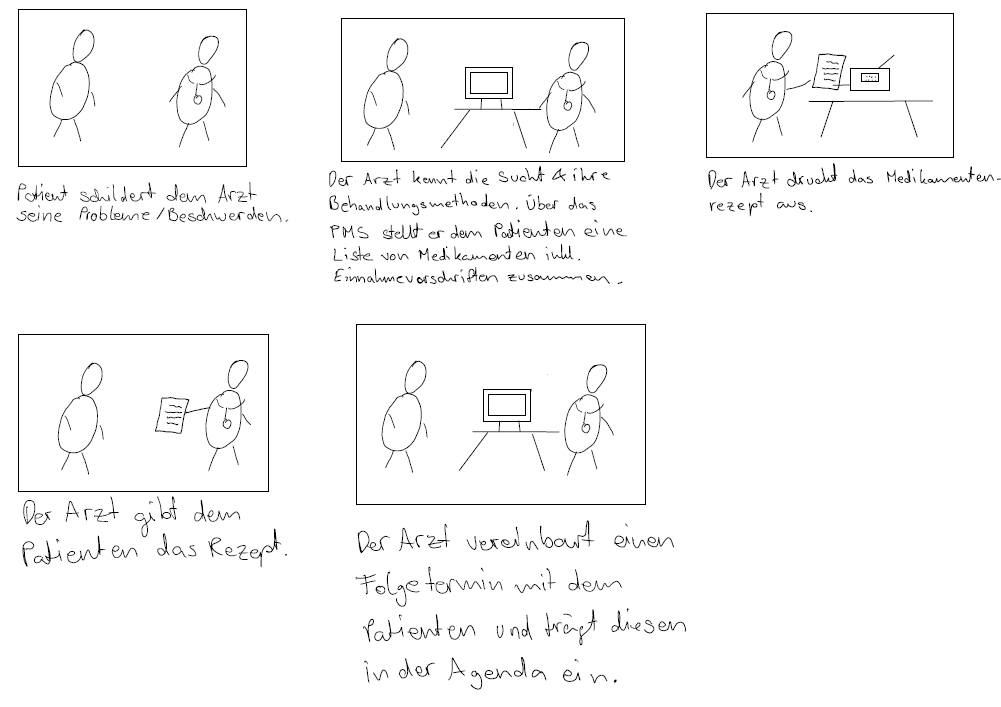 Patient schildert dem Arzt
seine Probleme/Beschwerden.
Der Arzt kennt die Sucht & ihre
Behandlungsmethoden. Über das
PMS stellt er dem Patienten eine
Liste von Medikamenten inkl.
Einnahmevorschriften zusammen.
Der Arzt druckt das Medikamenten-
rezept aus.
Der Arzt gibt dem
Patienten das Rezept.
Der Arzt vereinbart einen
Folgetermin mit dem
Patienten und trägt diesen
in der Agenda ein.